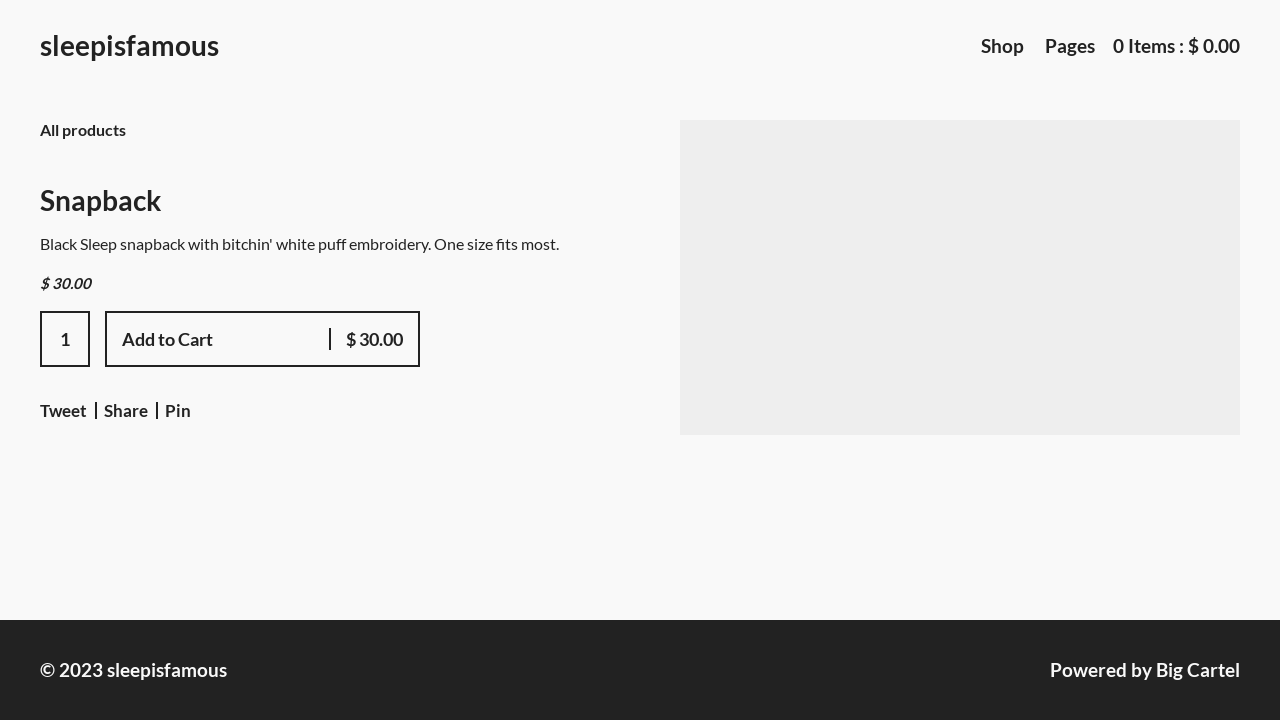 sleepisfamous
Shop Pages 0 Items : $ 0.00
All products
Snapback
Black Sleep snapback with bitchin' white puff embroidery. One size fits most.
$ 30.00
1 Add to Cart $ 30.00
Tweet Share Pin
© 2023 sleepisfamous Powered by Big Cartel